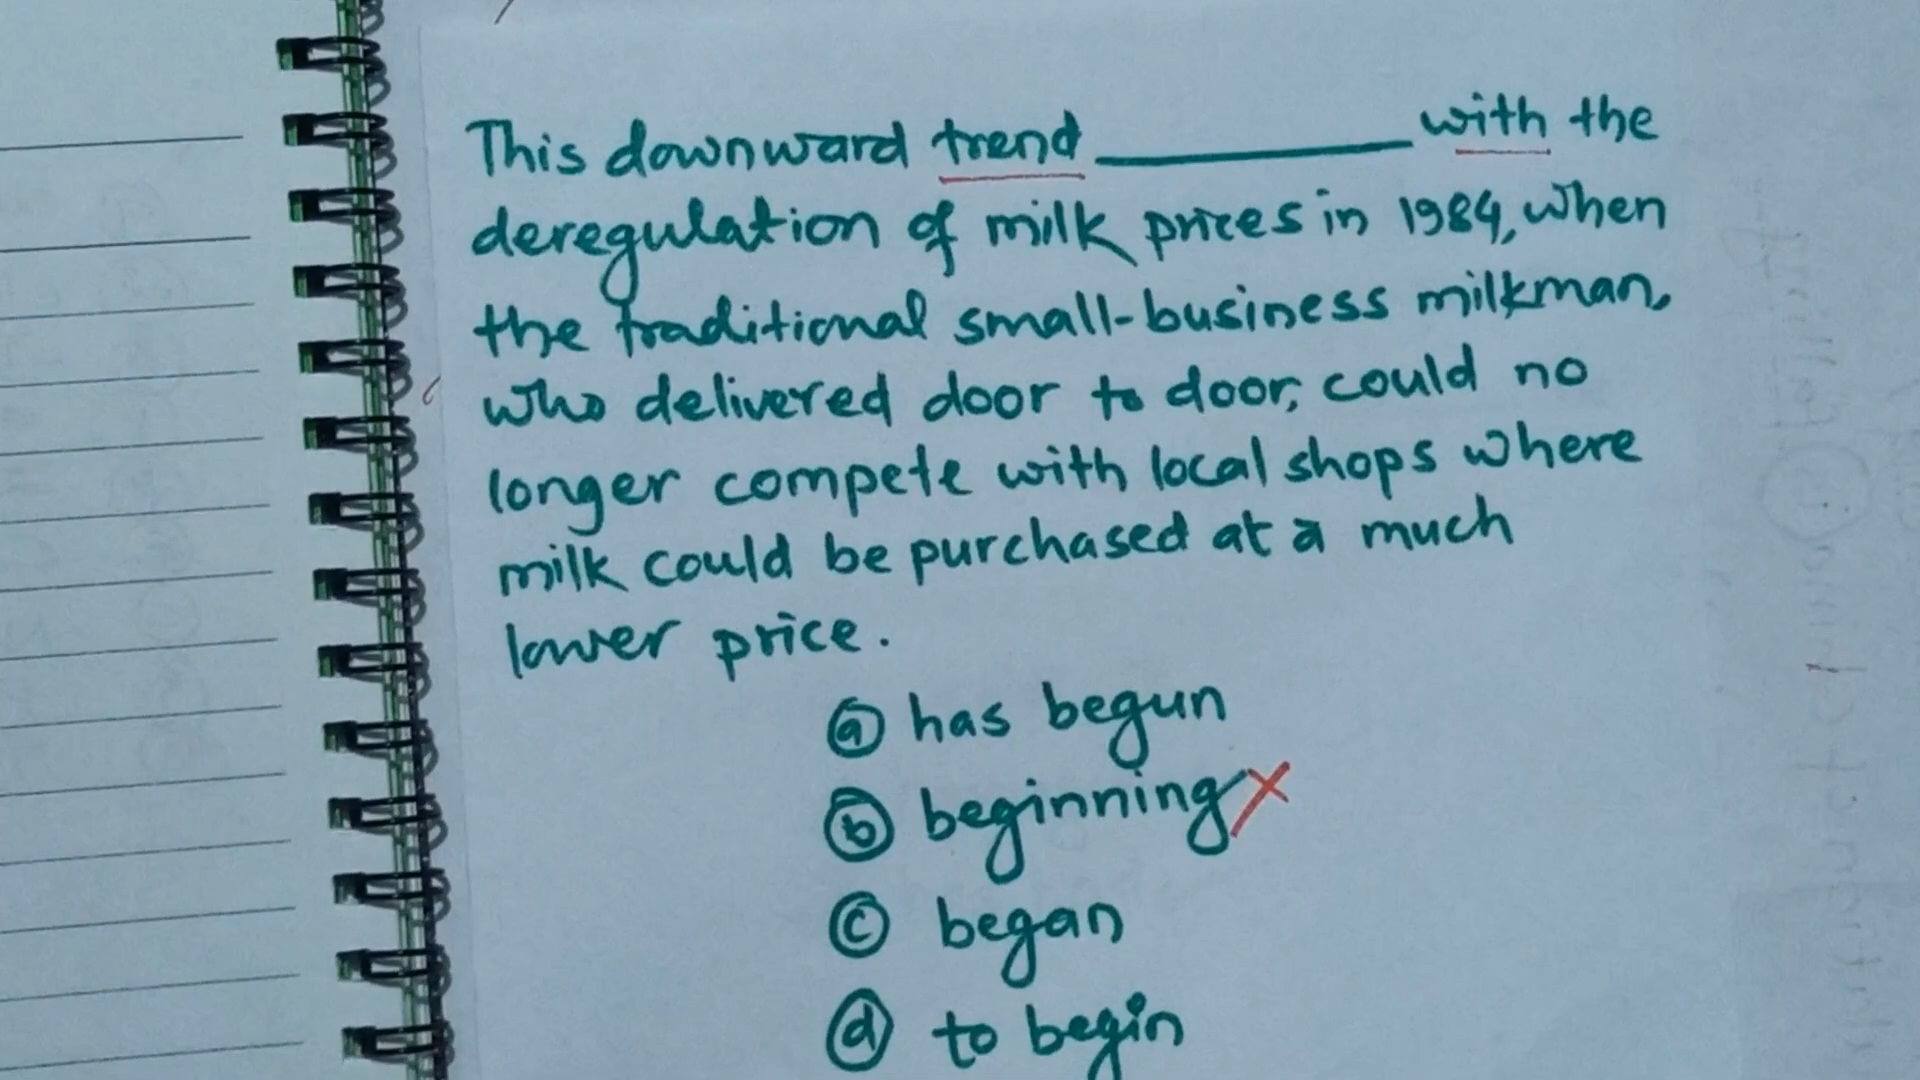 This downward trend ________ with the
deregulation of milk prices in 1984, when
the traditional small-business milkman,
who delivered door to door, could no
longer compete with local shops where
milk could be purchased at a much
lower price.
ⓐ has begun
ⓑ beginning ✗
ⓒ began
ⓓ to begin